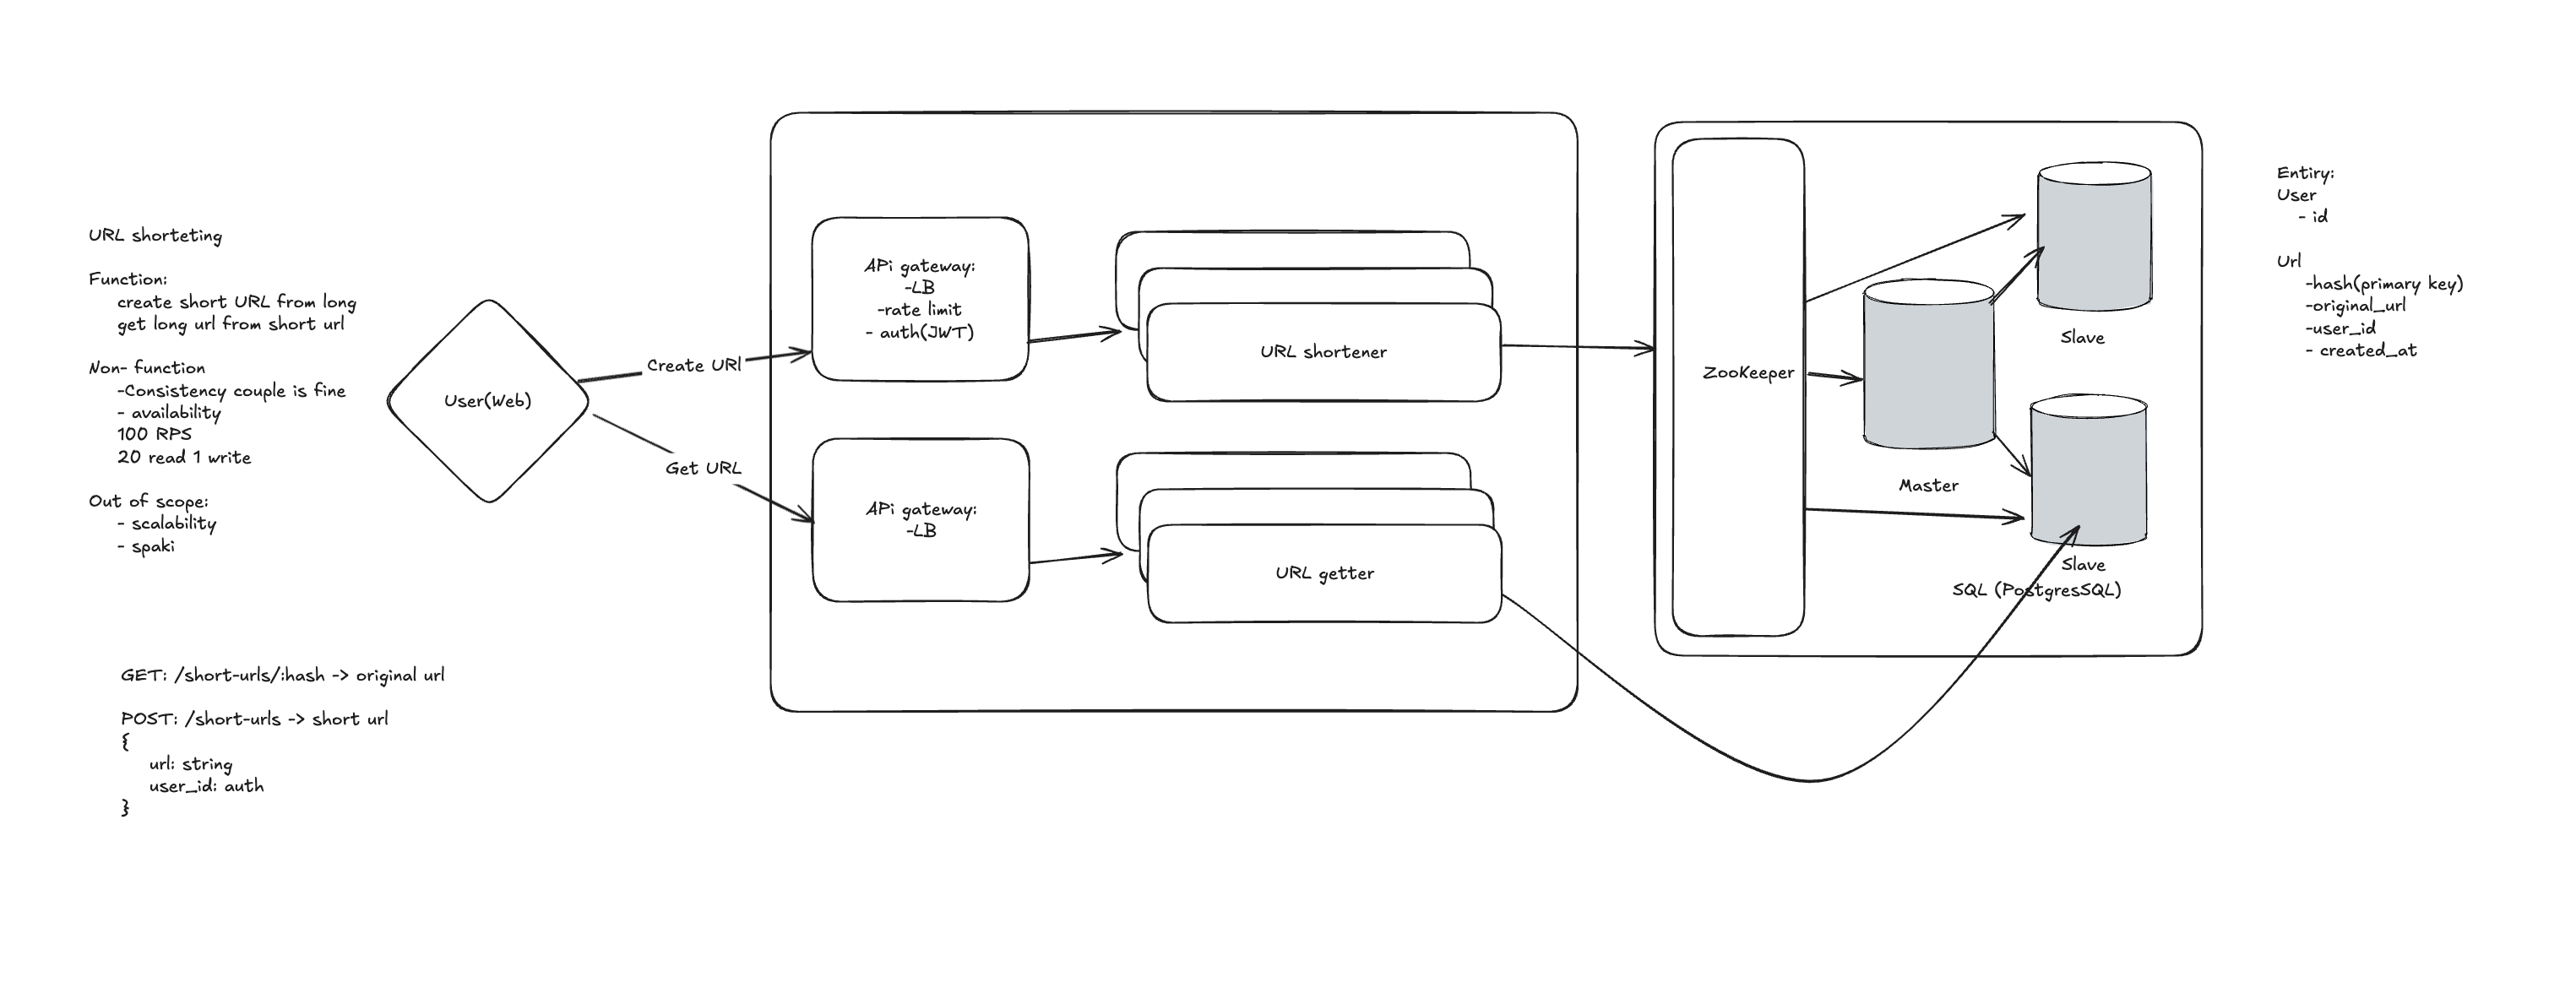 URL shorteting
Function:
create short URL from long
get long url from short url
Non- function
-Consistency couple is fine
- availability
100 RPS
20 read 1 write
Out of scope:
- scalability
- spaki
GET: /short-urls/:hash -> original url
POST: /short-urls -> short url
{
url: string
user_id: auth
}
User(Web)
Create URl
Get URL
APi gateway:
-LB
-rate limit
- auth(JWT)
URL shortener
APi gateway:
-LB
URL getter
ZooKeeper
Master
Slave
Slave
SQL (PostgresSQL)
Entiry:
User
- id
Url
-hash(primary key)
-original_url
-user_id
- created_at